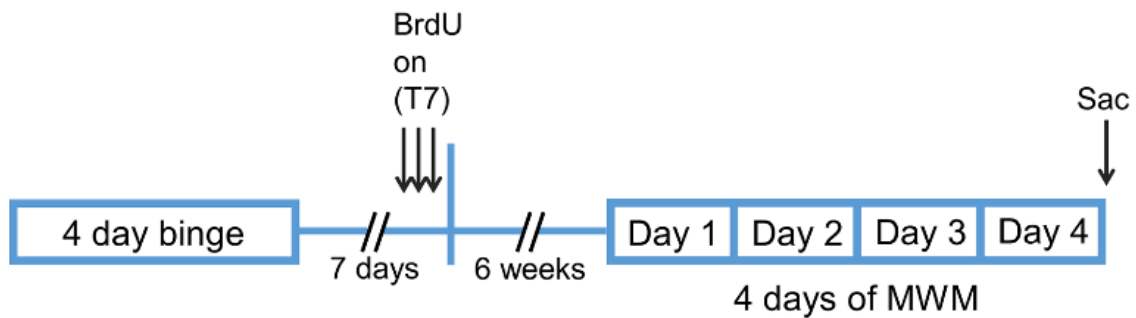 BrdU
on
(T7)
Sac
4 day binge
7 days
6 weeks
Day 1
Day 2
Day 3
Day 4
4 days of MWM